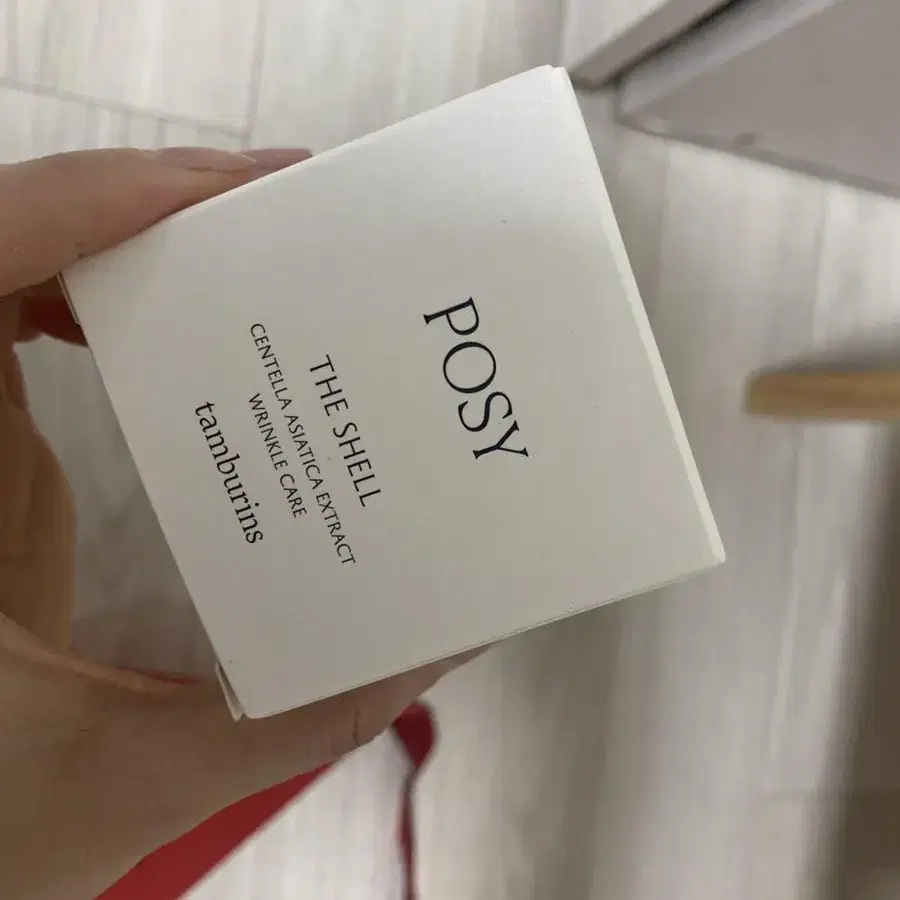 POSY
THE SHELL
CENTELLA ASIATICA EXTRACT
WRINKLE CARE
tamburins